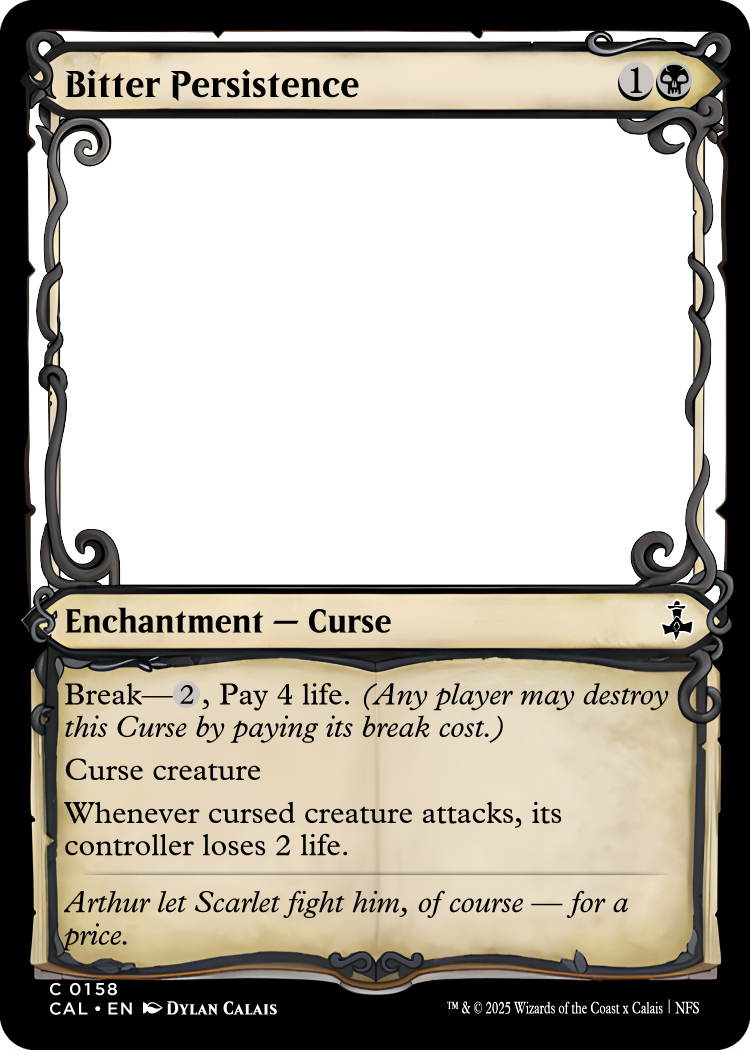 Bitter Persistence 1
Enchantment — Curse
Break—2, Pay 4 life. (Any player may destroy
this Curse by paying its break cost.)
Curse creature
Whenever cursed creature attacks, its
controller loses 2 life.
Arthur let Scarlet fight him, of course — for a
price.
C 0158
CAL • EN Dylan Calais
™ & © 2025 Wizards of the Coast x Calais | NFS